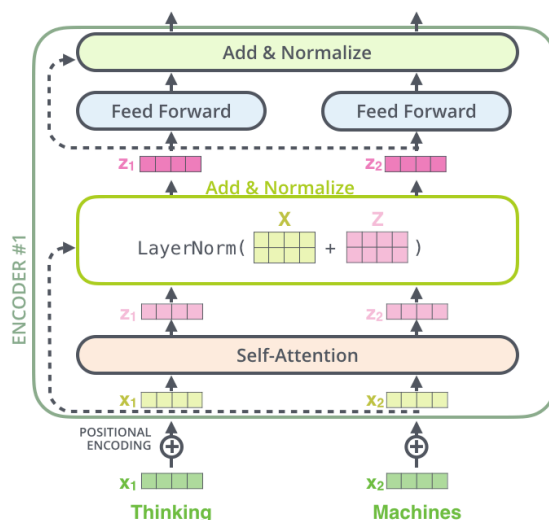 Add & Normalize
Feed Forward Feed Forward
z1 z2
Add & Normalize
X Z
LayerNorm( + )
z1 z2
Self-Attention
x1 x2
ENCODER #1
POSITIONAL
ENCODING
x1 x2
Thinking Machines